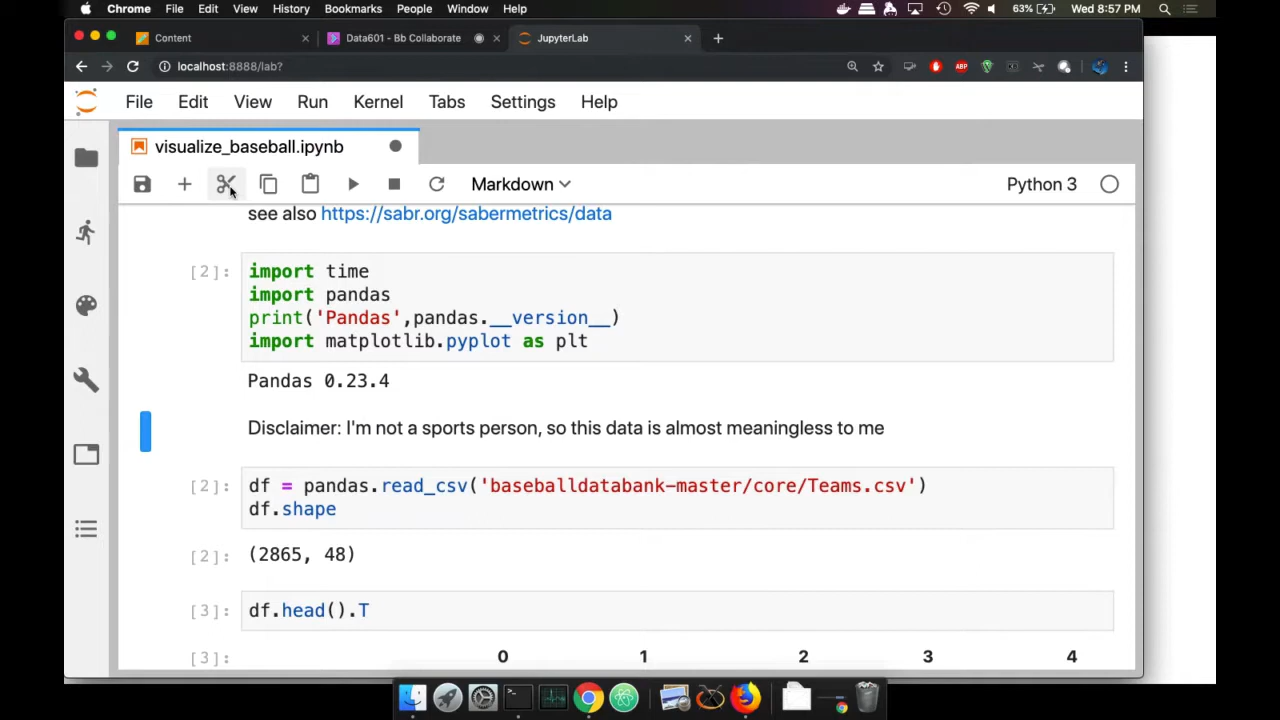 Chrome File Edit View History Bookmarks People Window Help 63% Wed 8:57 PM
Content Data601 - Bb Collaborate JupyterLab
localhost:8888/lab?
ABP
File Edit View Run Kernel Tabs Settings Help
visualize_baseball.ipynb
Markdown Python 3
see also https://sabr.org/sabermetrics/data
[2]: import time
import pandas
print('Pandas',pandas.__version__)
import matplotlib.pyplot as plt
Pandas 0.23.4
Disclaimer: I'm not a sports person, so this data is almost meaningless to me
[2]: df = pandas.read_csv('baseballdatabank-master/core/Teams.csv')
df.shape
[2]: (2865, 48)
[3]: df.head().T
[3]: 0 1 2 3 4